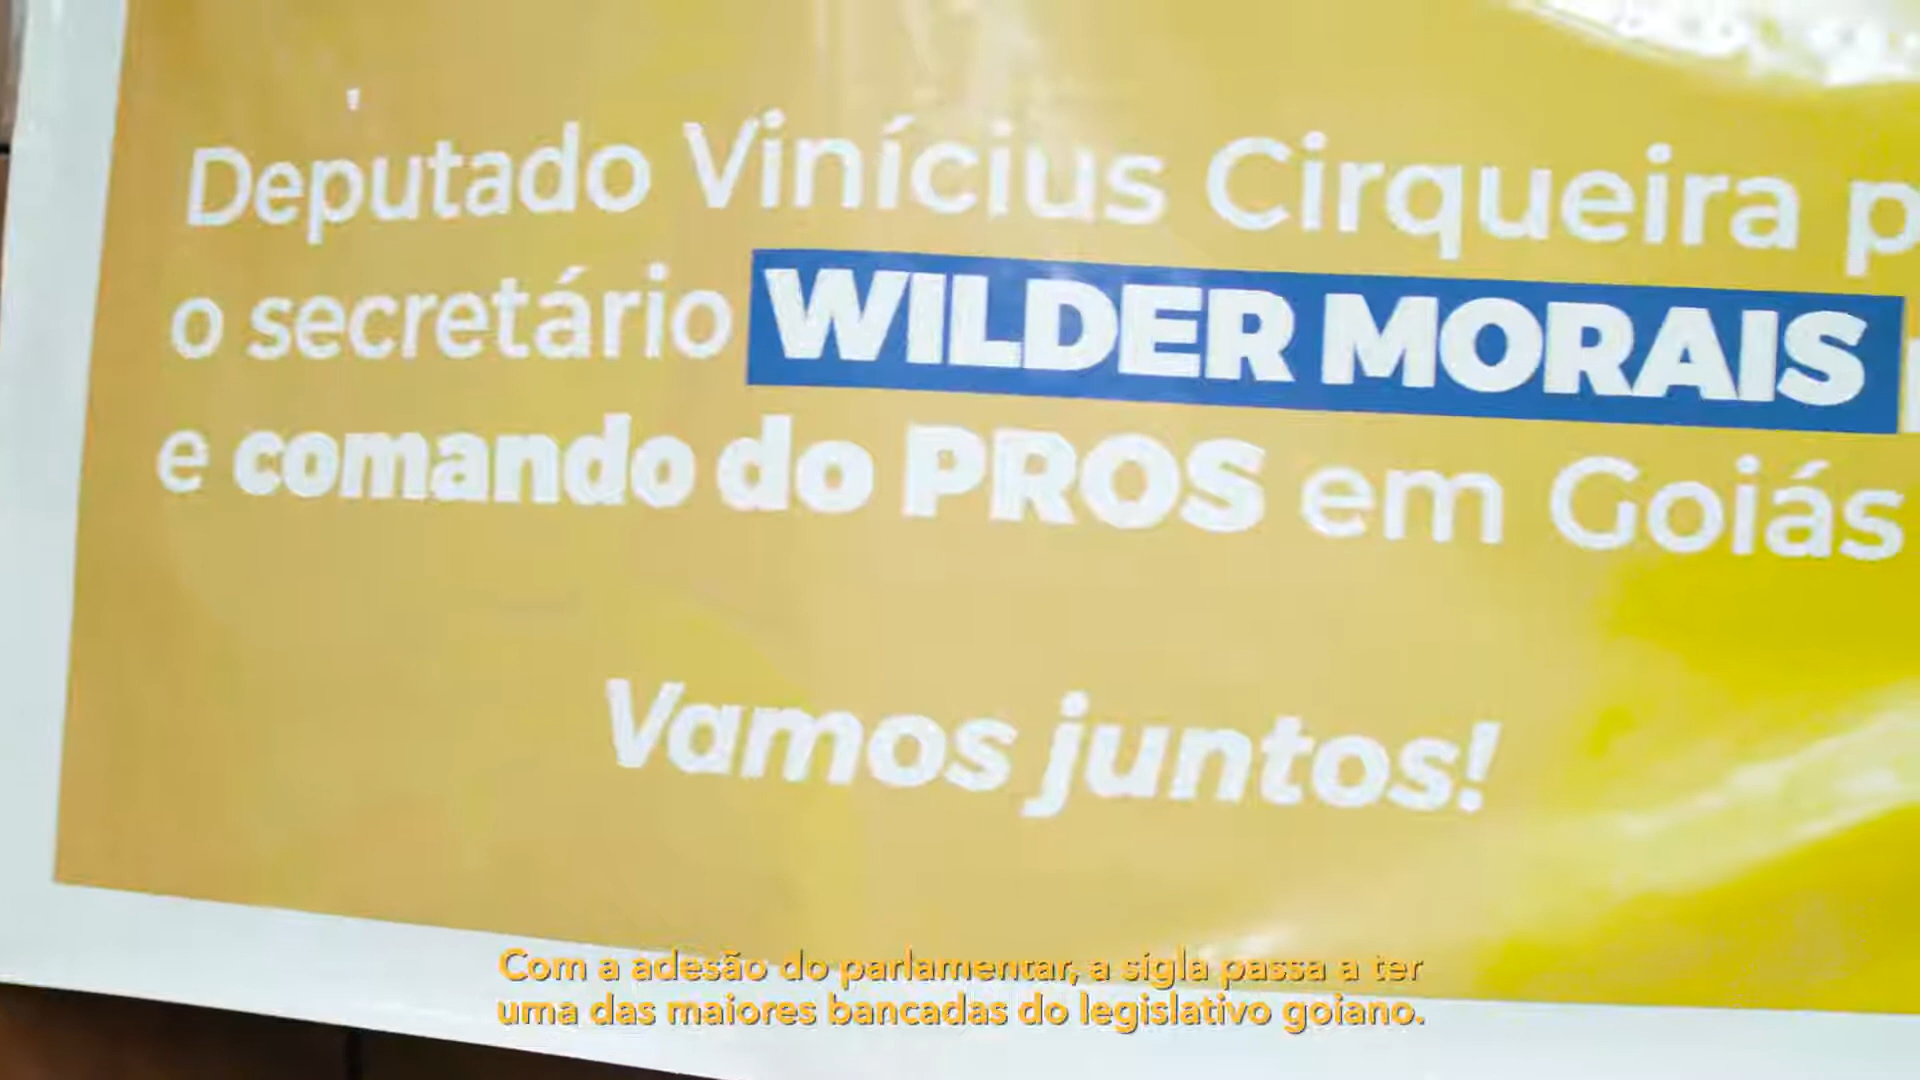 Deputado Vinícius Cirqueira p
o secretário WILDER MORAIS
e comando do PROS em Goiás
Vamos juntos!
Com a adesão do parlamentar, a sigla passa a ter
uma das maiores bancadas do legislativo goiano.